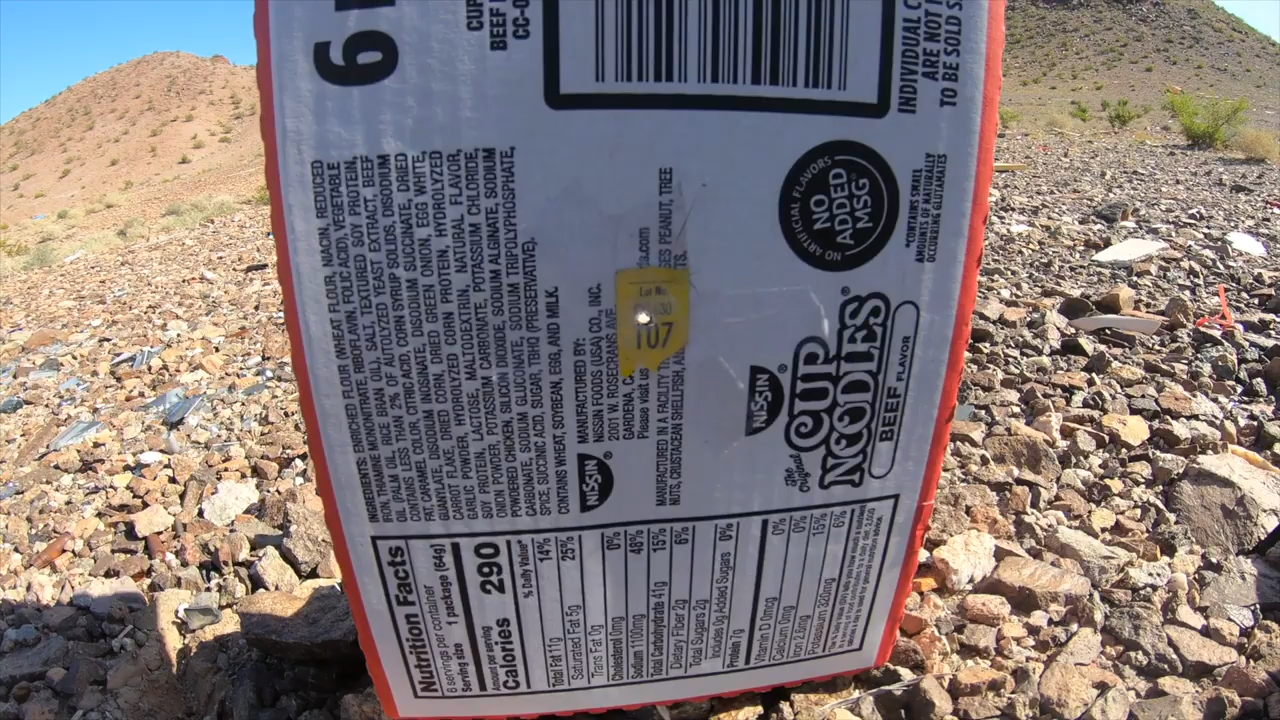 6
CUP
BEEF
INDIVIDUAL C
ARE NOT
TO BE SOLD S
INGREDIENTS: ENRICHED FLOUR (WHEAT FLOUR, NIACIN, REDUCED
IRON, THIAMINE MONONITRATE, RIBOFLAVIN, FOLIC ACID), VEGETABLE
OIL (PALM OIL, RICE BRAN OIL), SALT, TEXTURED SOY PROTEIN,
CONTAINS LESS THAN 2% OF AUTOLYZED YEAST EXTRACT, BEEF
FAT, CARAMEL COLOR, CITRIC ACID, CORN SYRUP SOLIDS, DISODIUM
GUANYLATE, DISODIUM INOSINATE, DISODIUM SUCCINATE, DRIED
CARROT FLAKE, DRIED CORN, DRIED GREEN ONION, EGG WHITE,
GARLIC POWDER, HYDROLYZED CORN PROTEIN, HYDROLYZED
SOY PROTEIN, LACTOSE, MALTODEXTRIN, NATURAL FLAVOR,
ONION POWDER, POTASSIUM CARBONATE, POTASSIUM CHLORIDE,
POWDERED CHICKEN, SILICON DIOXIDE, SODIUM ALGINATE, SODIUM
CARBONATE, SODIUM GLUCONATE, SODIUM TRIPOLYPHOSPHATE,
SPICE, SUCCINIC ACID, SUGAR, TBHQ (PRESERVATIVE).
CONTAINS WHEAT, SOYBEAN, EGG, AND MILK.
NISSIN®
MANUFACTURED BY:
NISSIN FOODS (USA) CO., INC.
2001 W. ROSECRANS AVE.
GARDENA, C
Please visit us
.com
MANUFACTURED IN A FACILITY TH SES PEANUT, TREE
NUTS, CRUSTACEAN SHELLFISH, TS.
Lot No.
107
NO ARTIFICIAL FLAVORS
NO
ADDED
MSG*
*CONTAINS SMALL
AMOUNTS OF NATURALLY
OCCURRING GLUTAMATES
NISSIN®
The Original
CUP
NOODLES®
BEEF FLAVOR
Nutrition Facts
6 servings per container
Serving size 1 package (64g)
Amount per serving
Calories 290
% Daily Value*
Total Fat 11g 14%
Saturated Fat 5g 25%
Trans Fat 0g
Cholesterol 0mg 0%
Sodium 1100mg 48%
Total Carbohydrate 41g 15%
Dietary Fiber 2g 6%
Total Sugars 2g
Includes 0g Added Sugars 0%
Protein 7g
Vitamin D 0mcg 0%
Calcium 0mg 0%
Iron 2.8mg 15%
Potassium 320mg 6%